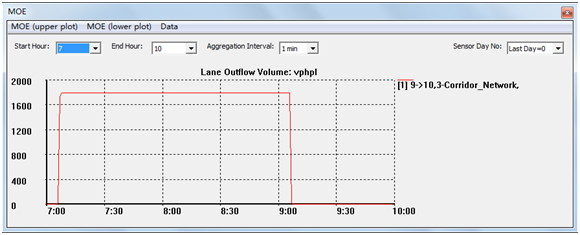 MOE
MOE (upper plot) MOE (lower plot) Data
Start Hour: 7 End Hour: 10 Aggregation Interval: 1 min Sensor Day No: Last Day=0
Lane Outflow Volume: vphpl
[1] 9->10,3-Corridor_Network,
2000
1600
1200
800
400
0
7:00 7:30 8:00 8:30 9:00 9:30 10:00